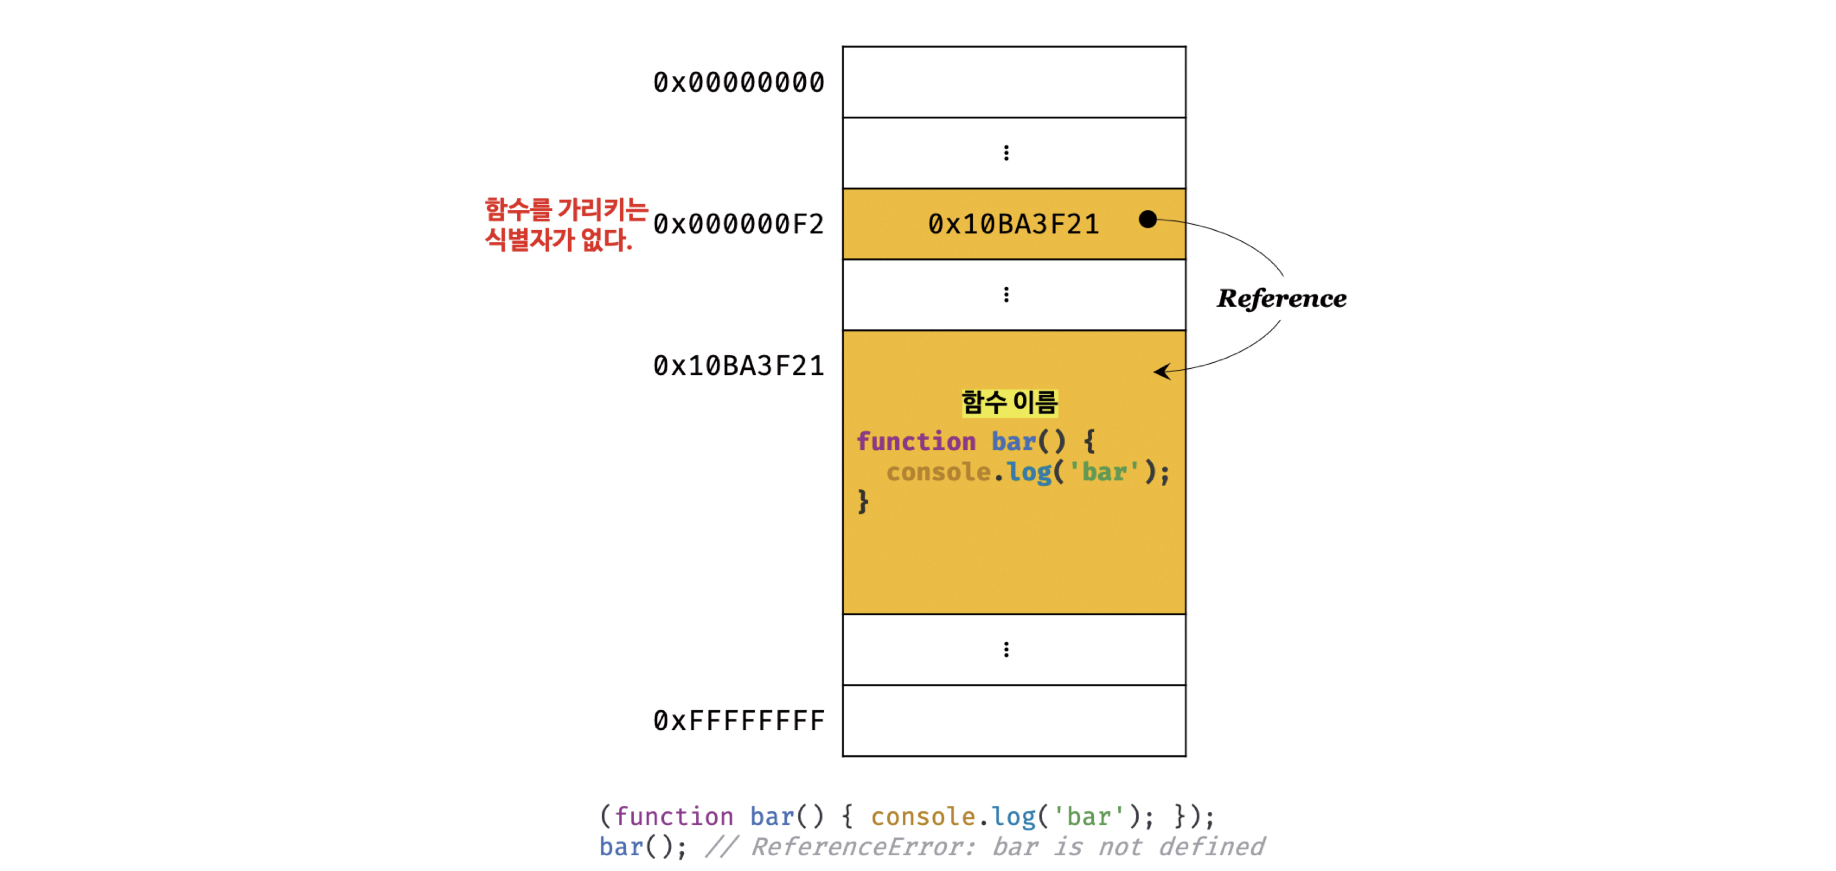 0x00000000
⋮
함수를 가리키는
식별자가 없다.
0x000000F2
0x10BA3F21
⋮
Reference
0x10BA3F21
함수 이름
function bar() {
  console.log('bar');
}
⋮
0xFFFFFFFF
(function bar() { console.log('bar'); });
bar(); // ReferenceError: bar is not defined